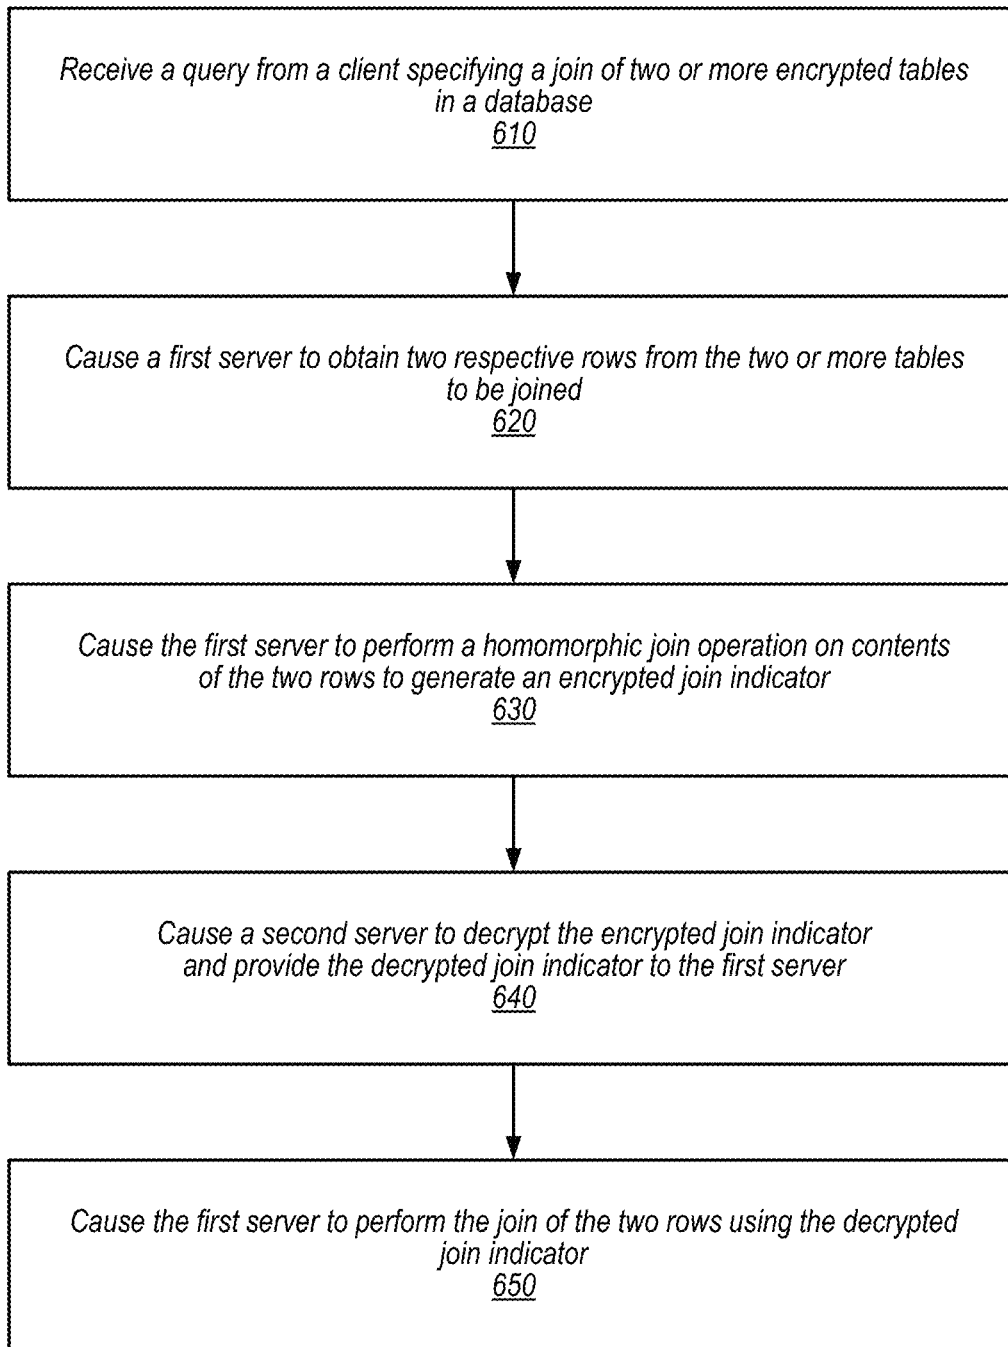 Receive a query from a client specifying a join of two or more encrypted tables
in a database
610
Cause a first server to obtain two respective rows from the two or more tables
to be joined
620
Cause the first server to perform a homomorphic join operation on contents
of the two rows to generate an encrypted join indicator
630
Cause a second server to decrypt the encrypted join indicator
and provide the decrypted join indicator to the first server
640
Cause the first server to perform the join of the two rows using the decrypted
join indicator
650